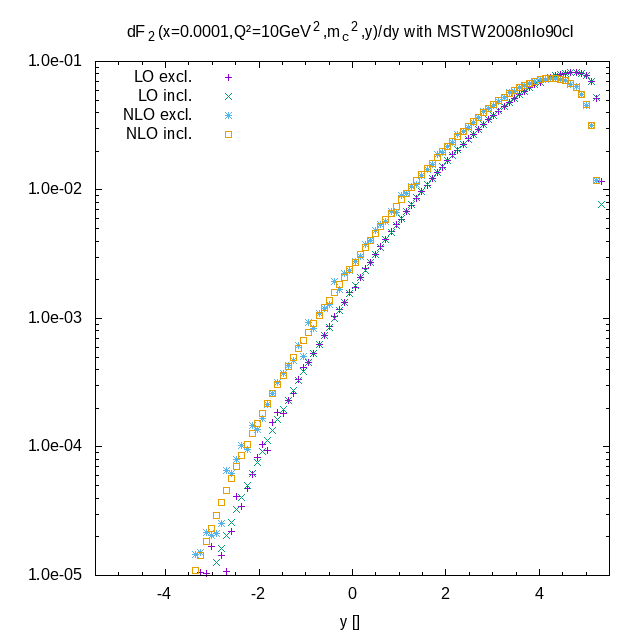 dF₂(x=0.0001,Q²=10GeV²,m_c²,y)/dy with MSTW2008nlo90cl
LO excl.
LO incl.
NLO excl.
NLO incl.
1.0e-01
1.0e-02
1.0e-03
1.0e-04
1.0e-05
-4 -2 0 2 4
y []